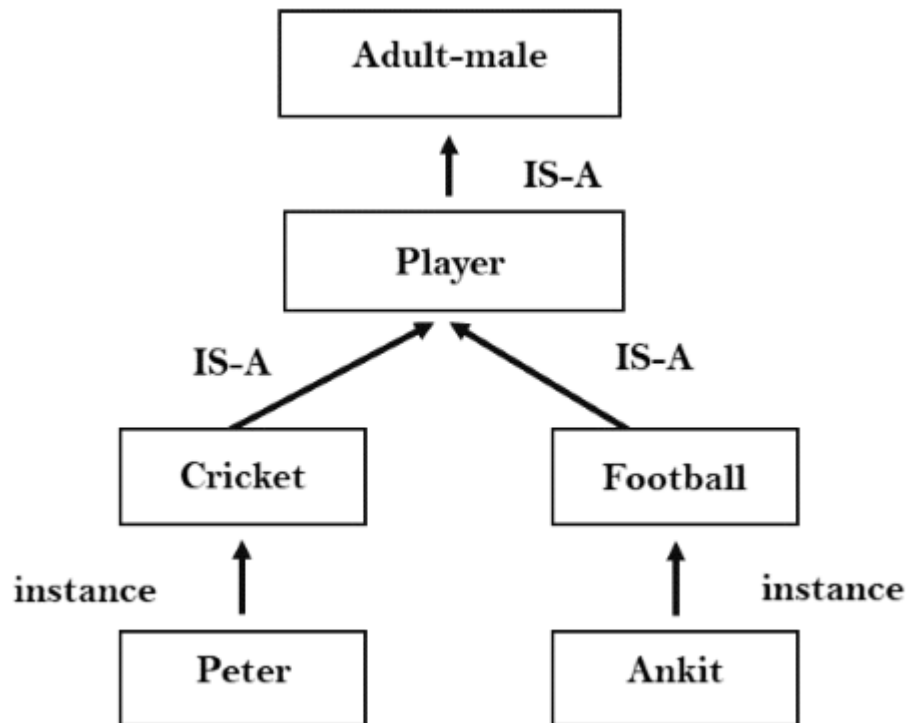 Adult-male
IS-A
Player
IS-A
IS-A
Cricket
Football
instance
instance
Peter
Ankit